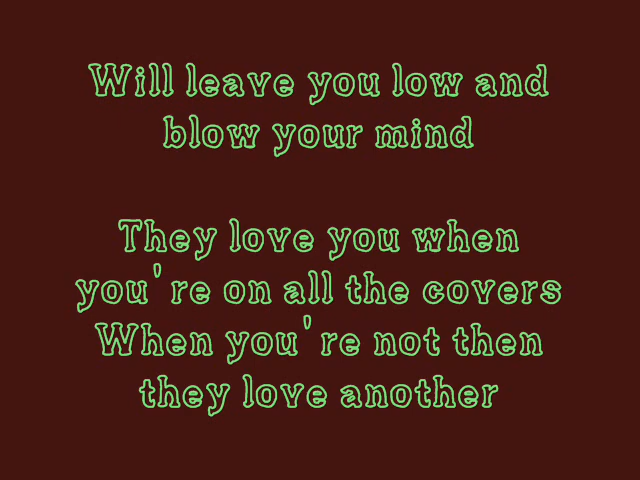 Will leave you low and
blow your mind

They love you when
you're on all the covers
When you're not then
they love another